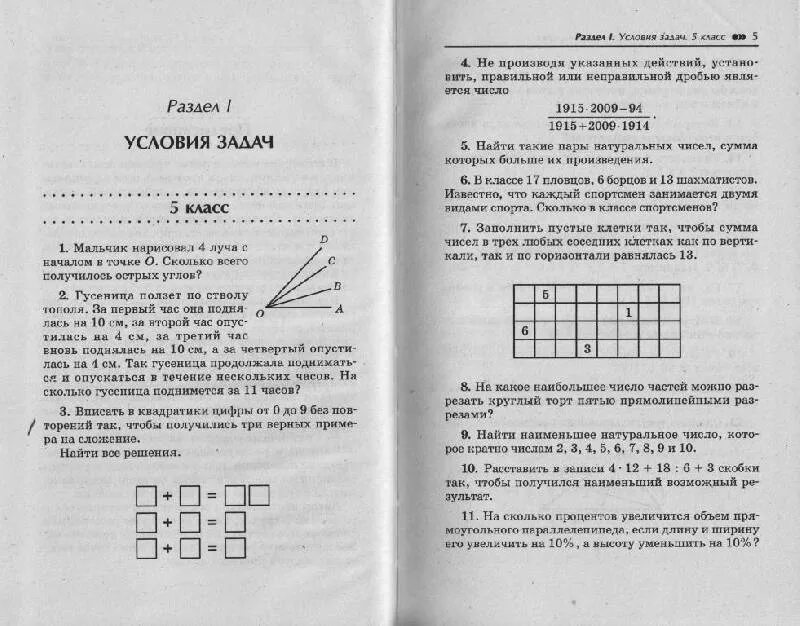 Раздел I
УСЛОВИЯ ЗАДАЧ
5 класс
1. Мальчик нарисовал 4 луча с
началом в точке O. Сколько всего
получилось острых углов?
2. Гусеница ползет по стволу
тополя. За первый час она подня-
лась на 10 см, за второй час опус-
тилась на 4 см, за третий час
вновь поднялась на 10 см, а за четвертый опусти-
лась на 4 см. Так гусеница продолжала поднимать-
ся и опускаться в течение нескольких часов. На
сколько гусеница поднимется за 11 часов?
3. Вписать в квадратики цифры от 0 до 9 без пов-
торений так, чтобы получились три верных приме-
ра на сложение.
Найти все решения.
D
C
B
A
O
□ + □ = □□
□ + □ = □
□ + □ = □
Раздел I. Условия задач. 5 класс 5
4. Не производя указанных действий, устано-
вить, правильной или неправильной дробью явля-
ется число
1915·2009−94
1915+2009·1914.
5. Найти такие пары натуральных чисел, сумма
которых больше их произведения.
6. В классе 17 пловцов, 6 борцов и 13 шахматистов.
Известно, что каждый спортсмен занимается двумя
видами спорта. Сколько в классе спортсменов?
7. Заполнить пустые клетки так, чтобы сумма
чисел в трех любых соседних клетках как по верти-
кали, так и по горизонтали равнялась 13.
5
1
6
3
8. На какое наибольшее число частей можно раз-
резать круглый торт пятью прямолинейными раз-
резами?
9. Найти наименьшее натуральное число, кото-
рое кратно числам 2, 3, 4, 5, 6, 7, 8, 9 и 10.
10. Расставить в записи 4·12 + 18 : 6 + 3 скобки
так, чтобы получился наименьший возможный ре-
зультат.
11. На сколько процентов увеличится объем пря-
моугольного параллелепипеда, если длину и ширину
его увеличить на 10%, а высоту уменьшить на 10%?